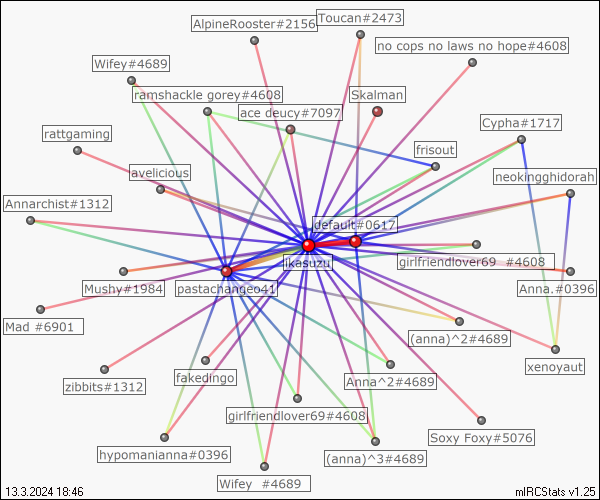 AlpineRooster#2156
Toucan#2473
no cops no laws no hope#4608
Wifey#4689
ramshackle gorey#4608
Skalman
ace deucy#7097
Cypha#1717
rattgaming
frisout
avelicious
neokingghidorah
Annarchist#1312
default#0617
ikasuzu
girlfriendlover69 #4608
Mushy#1984
pastachangeo41
Anna.#0396
Mad #6901
(anna)^2#4689
xenoyaut
zibbits#1312
fakedingo
Anna^2#4689
girlfriendlover69#4608
Soxy Foxy#5076
hypomanianna#0396
(anna)^3#4689
Wifey #4689
13.3.2024 18:46
mIRCStats v1.25